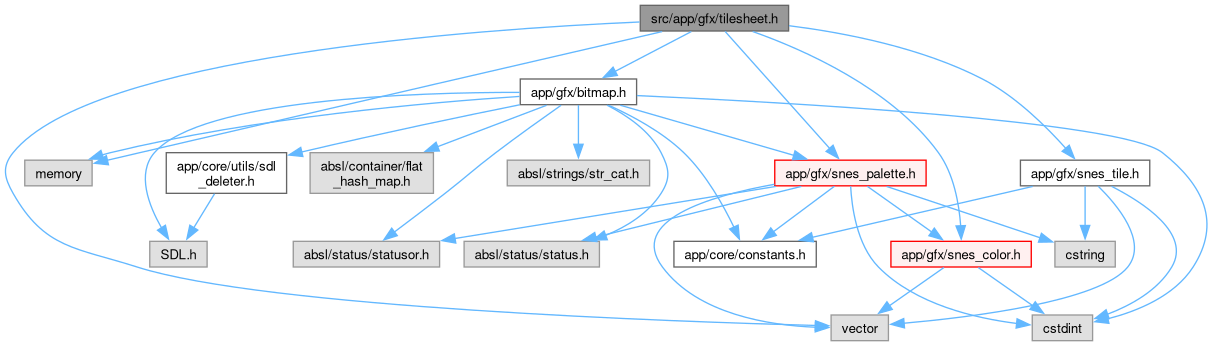 src/app/gfx/tilesheet.h
app/gfx/bitmap.h
memory
app/core/utils/sdl
_deleter.h
absl/container/flat
_hash_map.h
absl/strings/str_cat.h
app/gfx/snes_palette.h
app/gfx/snes_tile.h
SDL.h
absl/status/statusor.h
absl/status/status.h
app/core/constants.h
app/gfx/snes_color.h
cstring
vector
cstdint